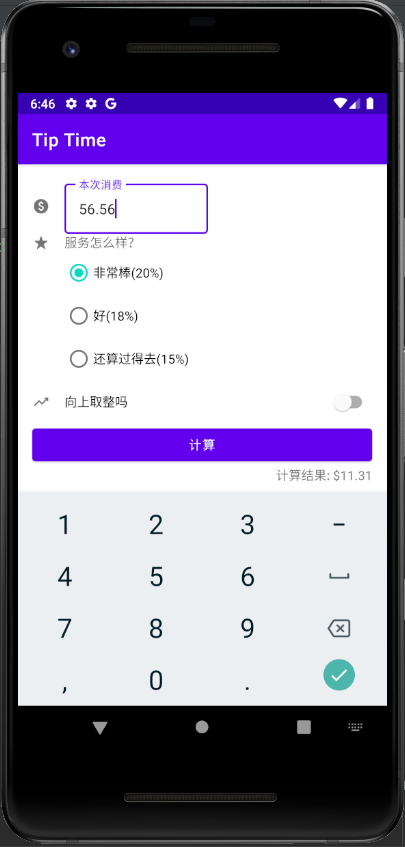 6:46 G
Tip Time
本次消费
56.56
服务怎么样?
非常棒(20%)
好(18%)
还算过得去(15%)
向上取整吗
计算
计算结果: $11.31
1 2 3 -
4 5 6
7 8 9
, 0 .